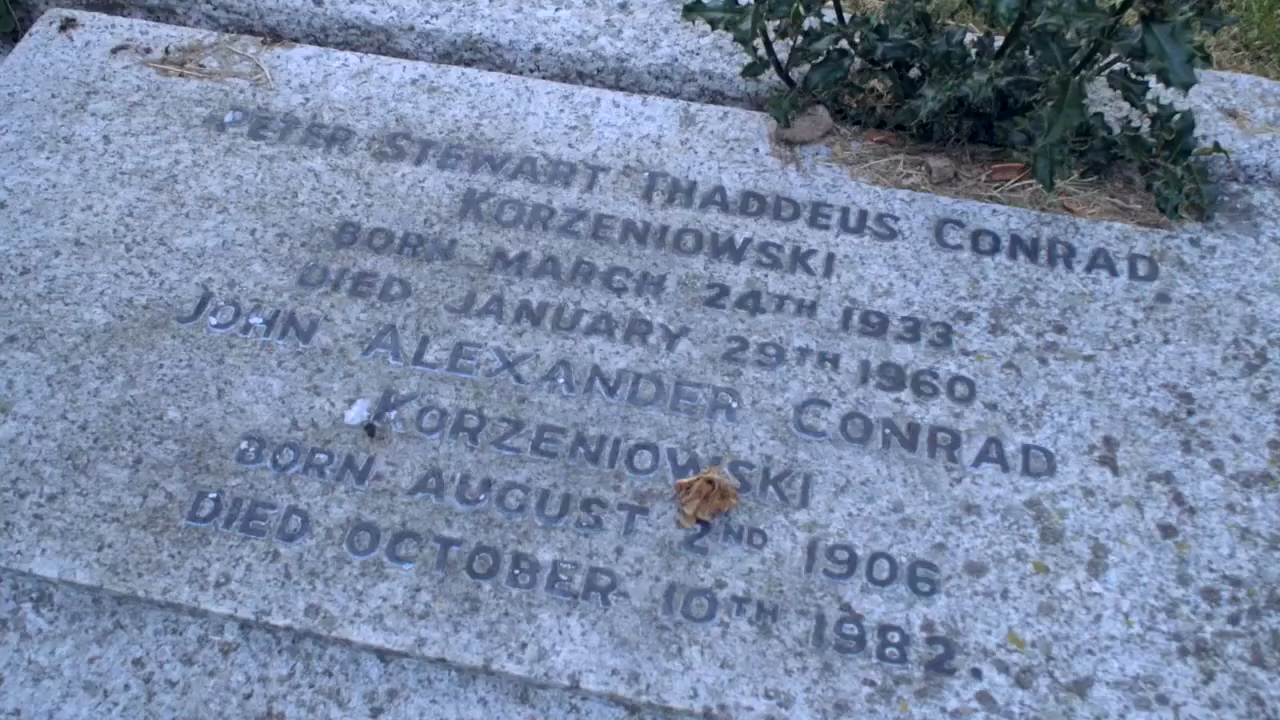 PETER STEWART THADDEUS CONRAD
KORZENIOWSKI
BORN MARCH 24TH 1933
DIED JANUARY 29TH 1960.
JOHN ALEXANDER CONRAD
KORZENIOWSKI
BORN AUGUST 2ND 1906
DIED OCTOBER 10TH 1982.